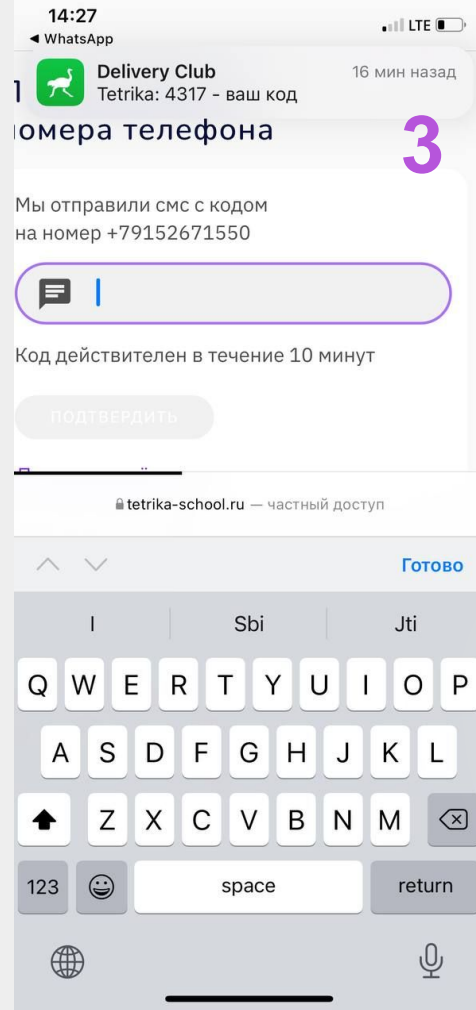 14:27
LTE
WhatsApp
Delivery Club
16 мин назад
Tetrika: 4317 - ваш код
омера телефона
3
Мы отправили смс с кодом
на номер +79152671550
Код действителен в течение 10 минут
ПОДТВЕРДИТЬ
tetrika-school.ru — частный доступ
Готово
I Sbi Jti
Q W E R T Y U I O P
A S D F G H J K L
Z X C V B N M
123 space return